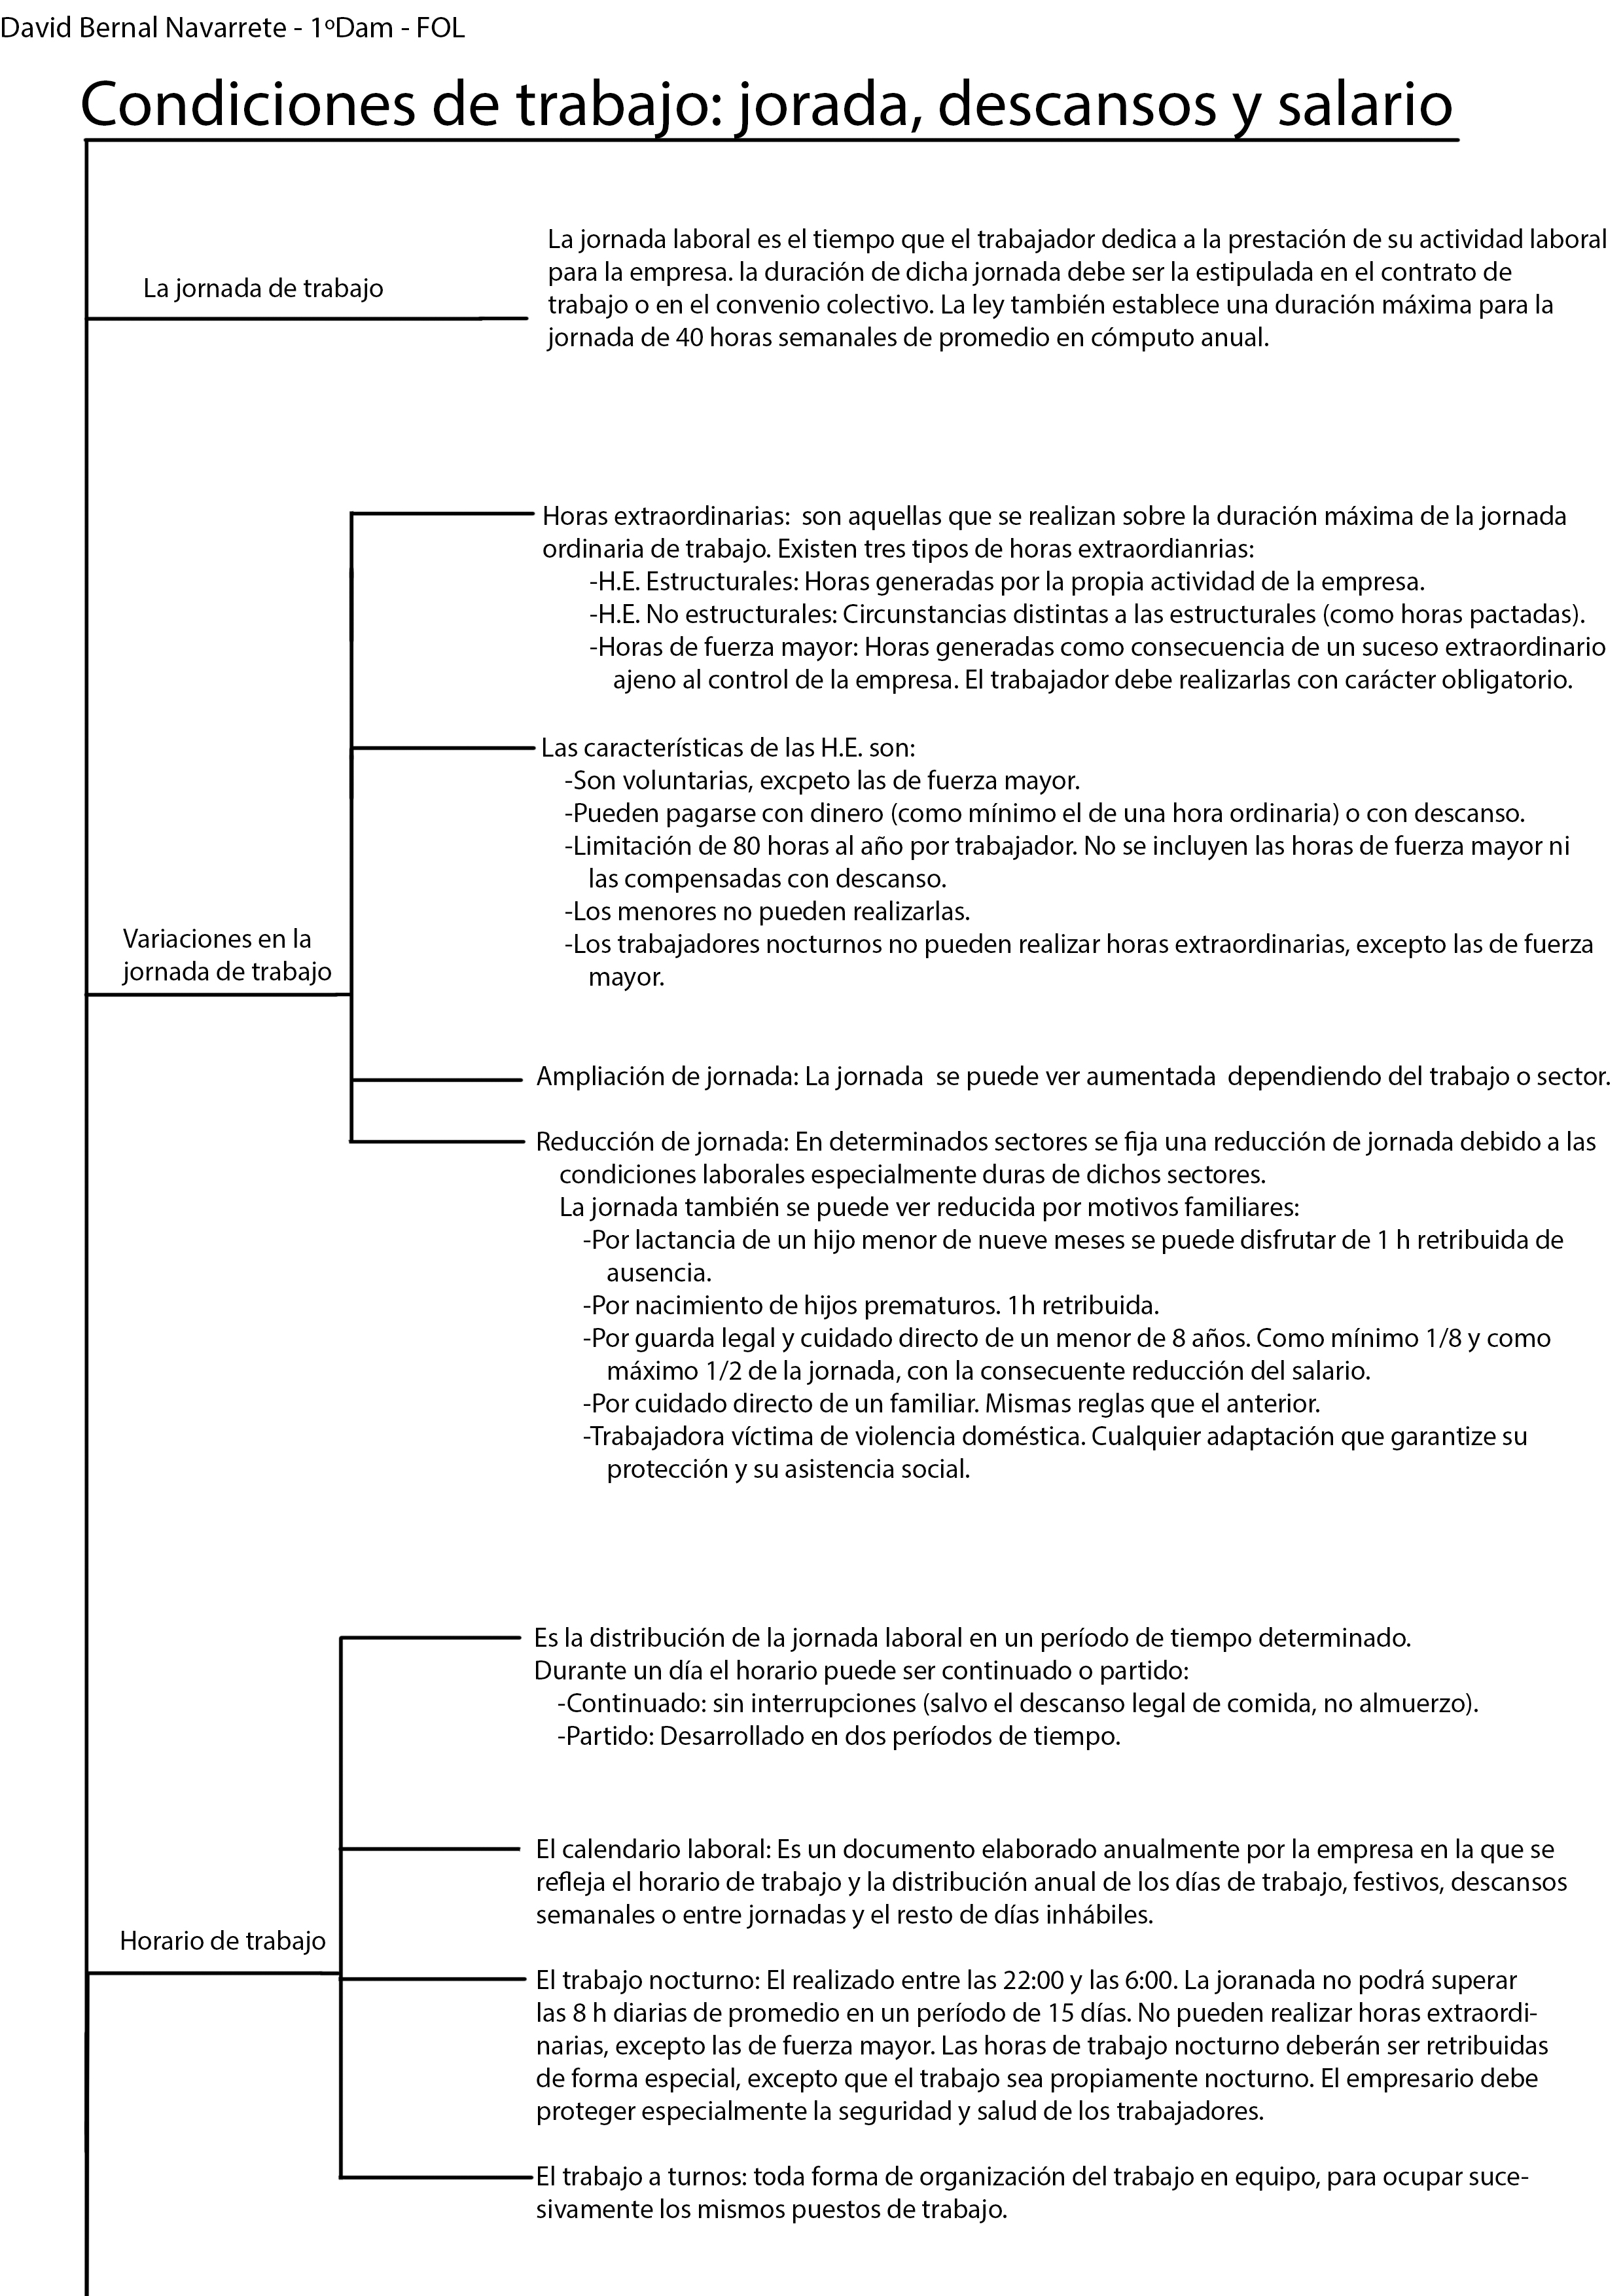 David Bernal Navarrete - 1ºDam - FOL
Condiciones de trabajo: jorada, descansos y salario
La jornada de trabajo
La jornada laboral es el tiempo que el trabajador dedica a la prestación de su actividad laboral
para la empresa. la duración de dicha jornada debe ser la estipulada en el contrato de
trabajo o en el convenio colectivo. La ley también establece una duración máxima para la
jornada de 40 horas semanales de promedio en cómputo anual.
Variaciones en la
jornada de trabajo
Horas extraordinarias:  son aquellas que se realizan sobre la duración máxima de la jornada
ordinaria de trabajo. Existen tres tipos de horas extraordianrias:
-H.E. Estructurales: Horas generadas por la propia actividad de la empresa.
-H.E. No estructurales: Circunstancias distintas a las estructurales (como horas pactadas).
-Horas de fuerza mayor: Horas generadas como consecuencia de un suceso extraordinario
ajeno al control de la empresa. El trabajador debe realizarlas con carácter obligatorio.
Las características de las H.E. son:
-Son voluntarias, excpeto las de fuerza mayor.
-Pueden pagarse con dinero (como mínimo el de una hora ordinaria) o con descanso.
-Limitación de 80 horas al año por trabajador. No se incluyen las horas de fuerza mayor ni
las compensadas con descanso.
-Los menores no pueden realizarlas.
-Los trabajadores nocturnos no pueden realizar horas extraordinarias, excepto las de fuerza
mayor.
Ampliación de jornada: La jornada  se puede ver aumentada  dependiendo del trabajo o sector.
Reducción de jornada: En determinados sectores se fija una reducción de jornada debido a las
condiciones laborales especialmente duras de dichos sectores.
La jornada también se puede ver reducida por motivos familiares:
-Por lactancia de un hijo menor de nueve meses se puede disfrutar de 1 h retribuida de
ausencia.
-Por nacimiento de hijos prematuros. 1h retribuida.
-Por guarda legal y cuidado directo de un menor de 8 años. Como mínimo 1/8 y como
máximo 1/2 de la jornada, con la consecuente reducción del salario.
-Por cuidado directo de un familiar. Mismas reglas que el anterior.
-Trabajadora víctima de violencia doméstica. Cualquier adaptación que garantize su
protección y su asistencia social.
Horario de trabajo
Es la distribución de la jornada laboral en un período de tiempo determinado.
Durante un día el horario puede ser continuado o partido:
-Continuado: sin interrupciones (salvo el descanso legal de comida, no almuerzo).
-Partido: Desarrollado en dos períodos de tiempo.
El calendario laboral: Es un documento elaborado anualmente por la empresa en la que se
refleja el horario de trabajo y la distribución anual de los días de trabajo, festivos, descansos
semanales o entre jornadas y el resto de días inhábiles.
El trabajo nocturno: El realizado entre las 22:00 y las 6:00. La joranada no podrá superar
las 8 h diarias de promedio en un período de 15 días. No pueden realizar horas extraordi-
narias, excepto las de fuerza mayor. Las horas de trabajo nocturno deberán ser retribuidas
de forma especial, excepto que el trabajo sea propiamente nocturno. El empresario debe
proteger especialmente la seguridad y salud de los trabajadores.
El trabajo a turnos: toda forma de organización del trabajo en equipo, para ocupar suce-
sivamente los mismos puestos de trabajo.